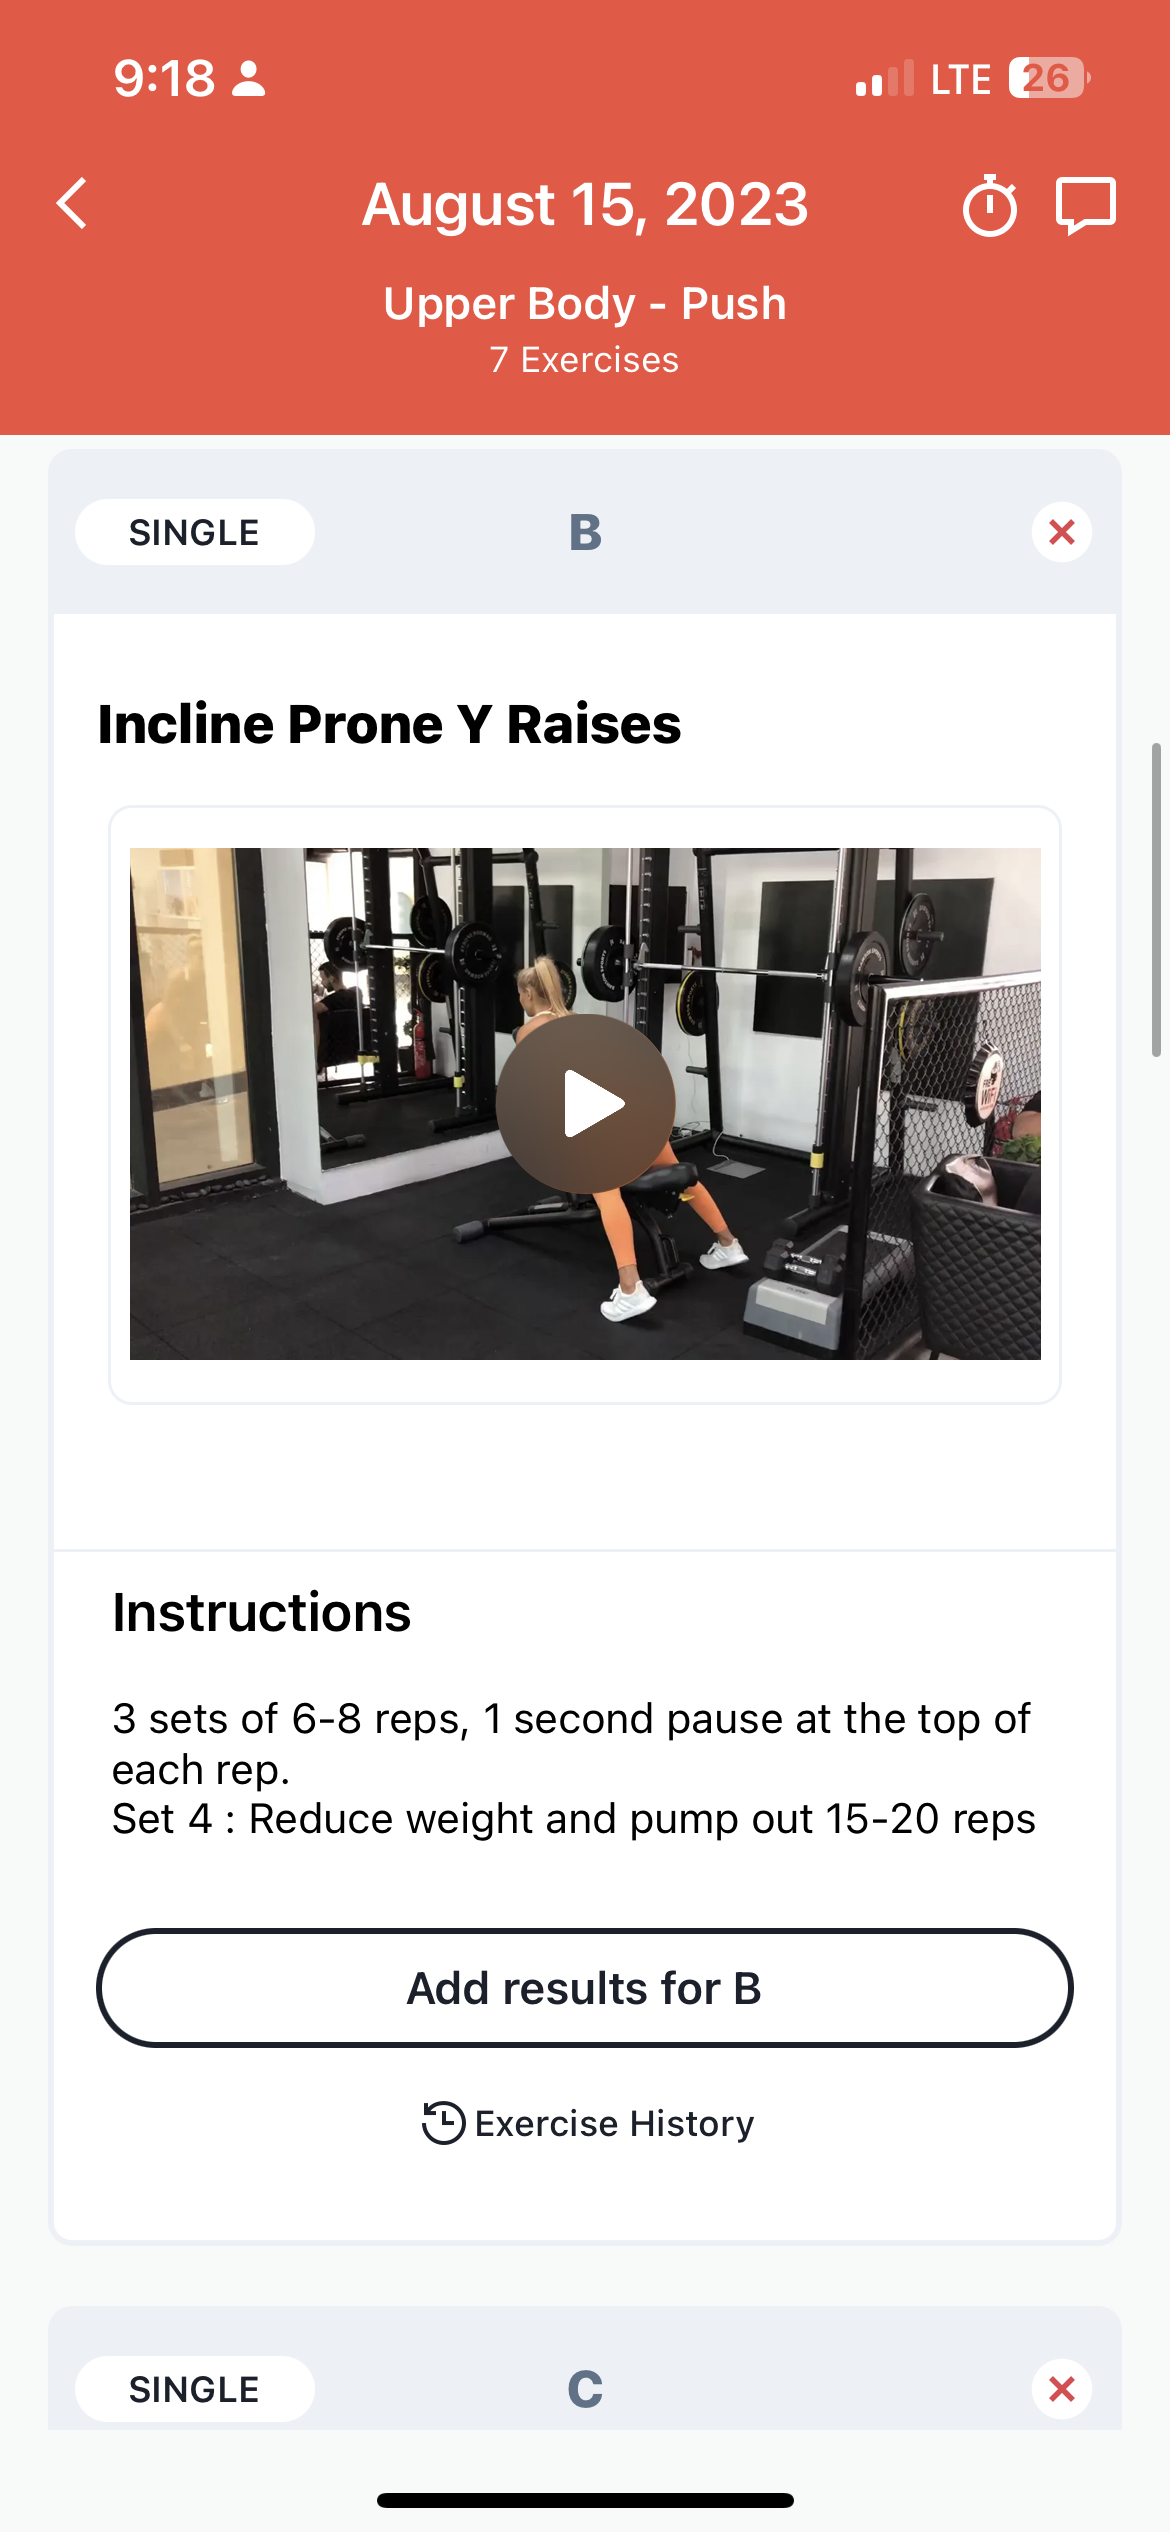 9:18
LTE 26
August 15, 2023
Upper Body - Push
7 Exercises
SINGLE B
Incline Prone Y Raises
Instructions
3 sets of 6-8 reps, 1 second pause at the top of
each rep.
Set 4 : Reduce weight and pump out 15-20 reps
Add results for B
Exercise History
SINGLE C